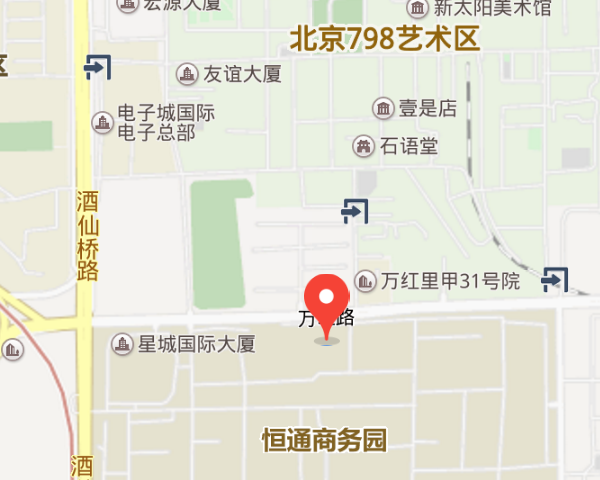 宏源大厦
新太阳美术馆
北京798艺术区
区
友谊大厦
壹是店
电子城国际
电子总部
石语堂
酒仙桥路
万红里甲31号院
路
星城国际大厦
恒通商务园
酒